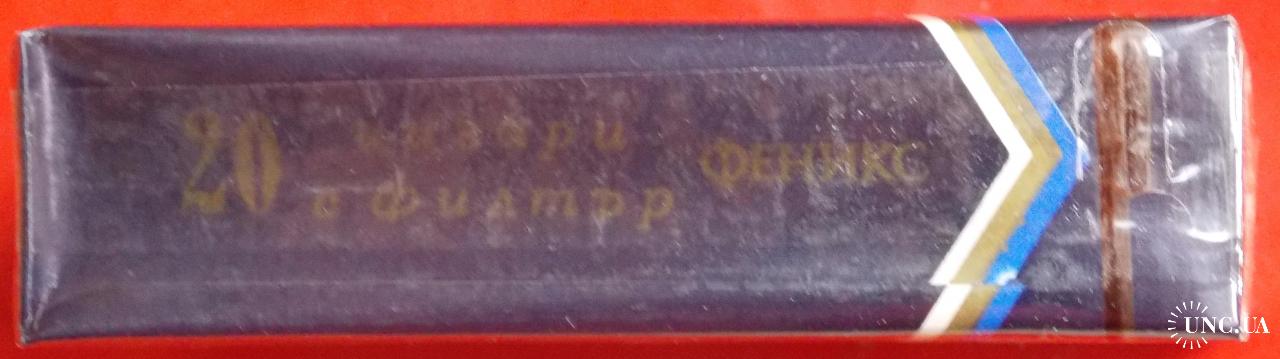 20 цигари
с филтър
ФЕНИКС
UNC.UA